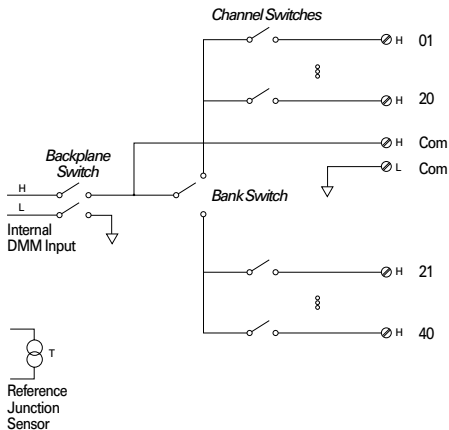 Channel Switches
H 01
H 20
H Com
L Com
Backplane
Switch
H
L
Internal
DMM Input
Bank Switch
H 21
H 40
T
Reference
Junction
Sensor